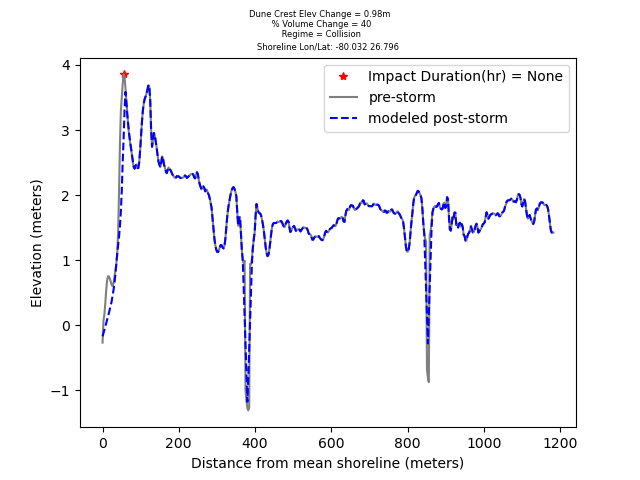 Dune Crest Elev Change = 0.98m
% Volume Change = 40
Regime = Collision
Shoreline Lon/Lat: -80.032 26.796
Impact Duration(hr) = None
pre-storm
modeled post-storm
Elevation (meters)
4
3
2
1
0
−1
0 200 400 600 800 1000 1200
Distance from mean shoreline (meters)